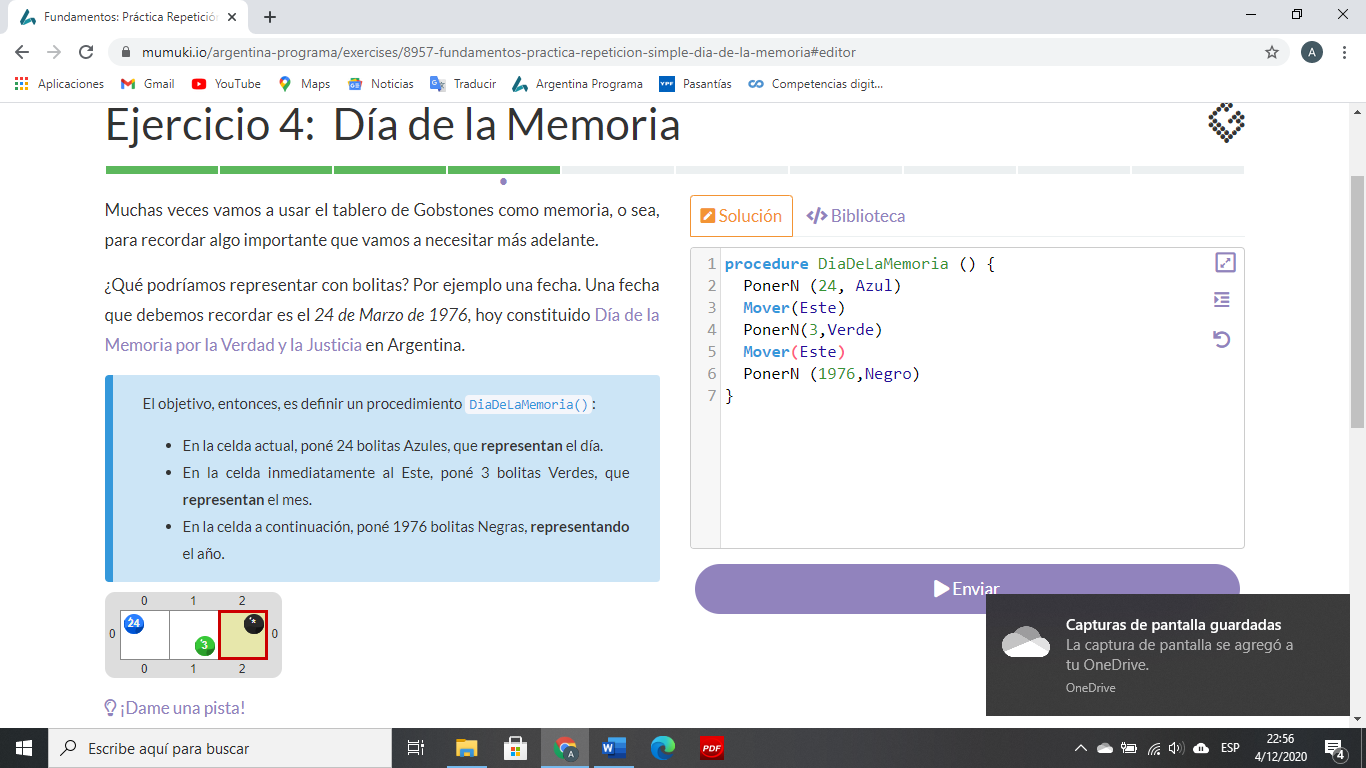 Fundamentos: Práctica Repetición
mumuki.io/argentina-programa/exercises/8957-fundamentos-practica-repeticion-simple-dia-de-la-memoria#editor
A
Aplicaciones
Gmail
YouTube
Maps
Noticias
Traducir
Argentina Programa
YPF
Pasantías
Competencias digit...
Ejercicio 4: Día de la Memoria
Muchas veces vamos a usar el tablero de Gobstones como memoria, o sea,
para recordar algo importante que vamos a necesitar más adelante.
¿Qué podríamos representar con bolitas? Por ejemplo una fecha. Una fecha
que debemos recordar es el 24 de Marzo de 1976, hoy constituido Día de la
Memoria por la Verdad y la Justicia en Argentina.
El objetivo, entonces, es definir un procedimiento DiaDeLaMemoria():
• En la celda actual, poné 24 bolitas Azules, que representan el día.
• En la celda inmediatamente al Este, poné 3 bolitas Verdes, que
representan el mes.
• En la celda a continuación, poné 1976 bolitas Negras, representando
el año.
0 1 2
0 24 3 * 0
0 1 2
¡Dame una pista!
Solución
</> Biblioteca
1 procedure DiaDeLaMemoria () {
2 PonerN (24, Azul)
3 Mover(Este)
4 PonerN(3,Verde)
5 Mover(Este)
6 PonerN (1976,Negro)
7 }
Enviar
Capturas de pantalla guardadas
La captura de pantalla se agregó a
tu OneDrive.
OneDrive
Escribe aquí para buscar
A
W
PDF
ESP
22:56
4/12/2020
4